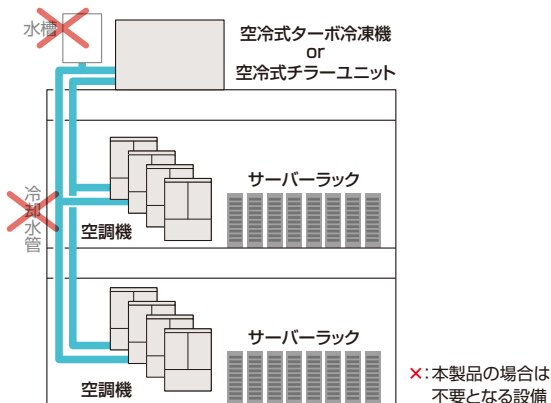 水槽
空冷式ターボ冷凍機
or
空冷式チラーユニット
サーバーラック
冷却水管
空調機
サーバーラック
空調機
×:本製品の場合は
不要となる設備